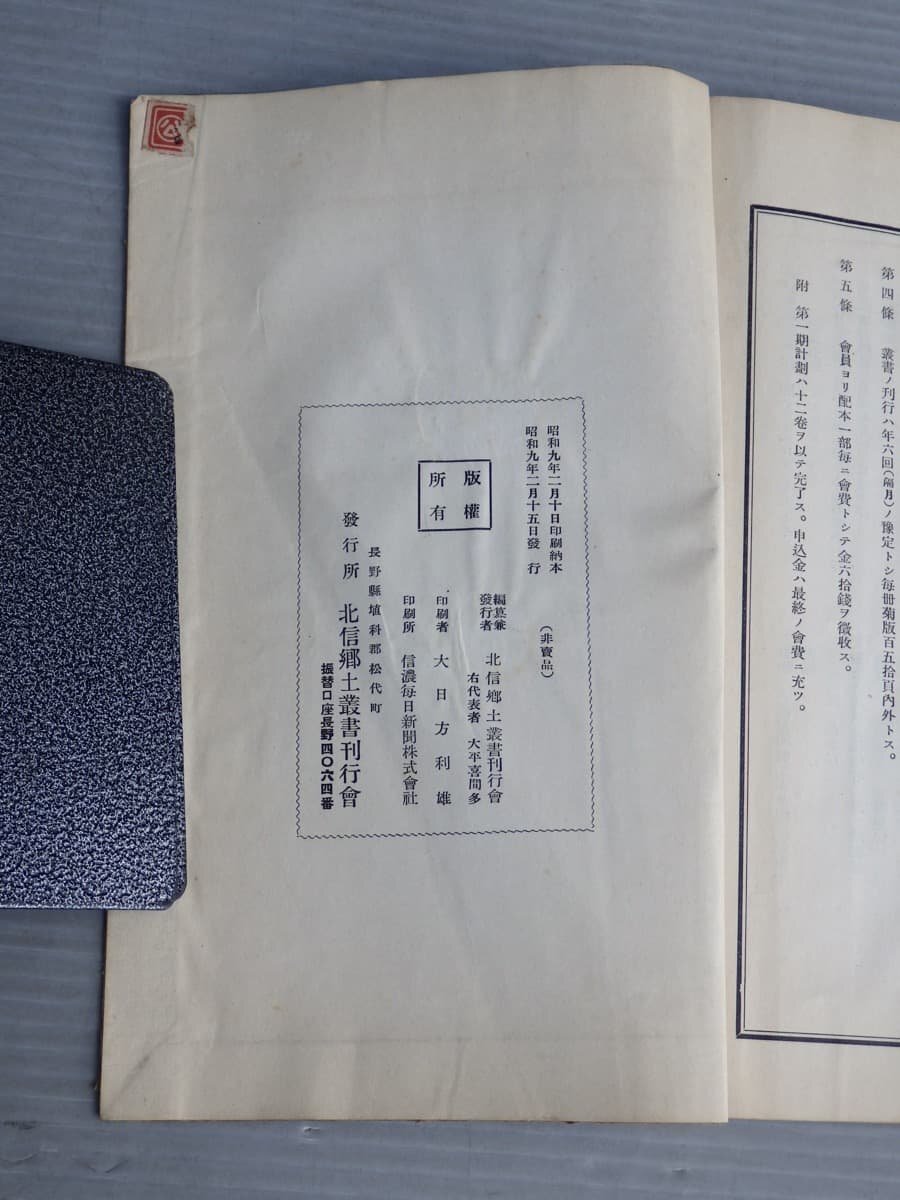 第四條　叢書ノ刊行ハ年六回（隔月）ノ豫定トシ毎冊菊版百五拾頁內外トス。
第五條　會員ヨリ配本一部每ニ會費トシテ金六拾錢ヲ徵收ス。
附　第一期計劃ハ十二卷ヲ以テ完了ス。申込金ハ最終ノ會費ニ充ツ。
昭和九年二月十日印刷納本
昭和九年二月十五日發行
（非賣品）
版權
所有
編纂兼
發行者　北信鄉土叢書刊行會
右代表者　大平喜間多
印刷者　大日方利雄
印刷所　信濃每日新聞株式會社
長野縣埴科郡松代町
發行所　北信鄉土叢書刊行會
振替口座長野四〇六四番
公